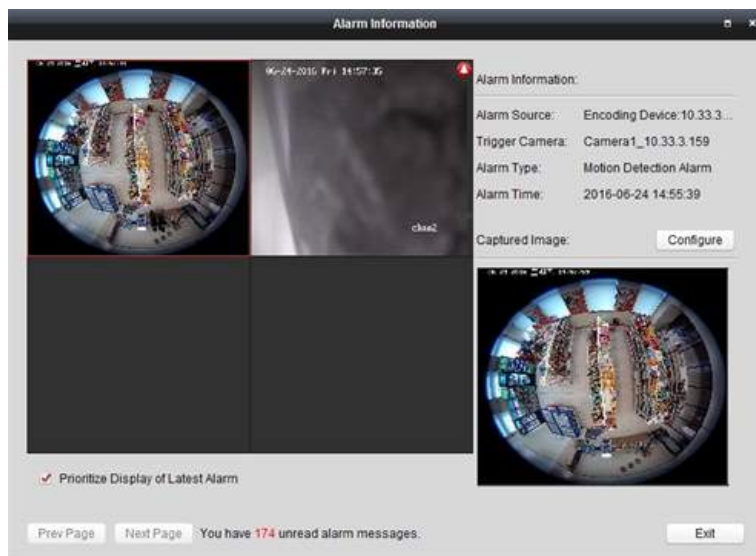 Alarm Information
06-24-2016 Fri 14:57:35
chan2
Alarm Information:
Alarm Source: Encoding Device:10.33.3...
Trigger Camera: Camera1_10.33.3.159
Alarm Type: Motion Detection Alarm
Alarm Time: 2016-06-24 14:55:39
Captured Image: Configure
Prioritize Display of Latest Alarm
Prev Page Next Page You have 174 unread alarm messages. Exit